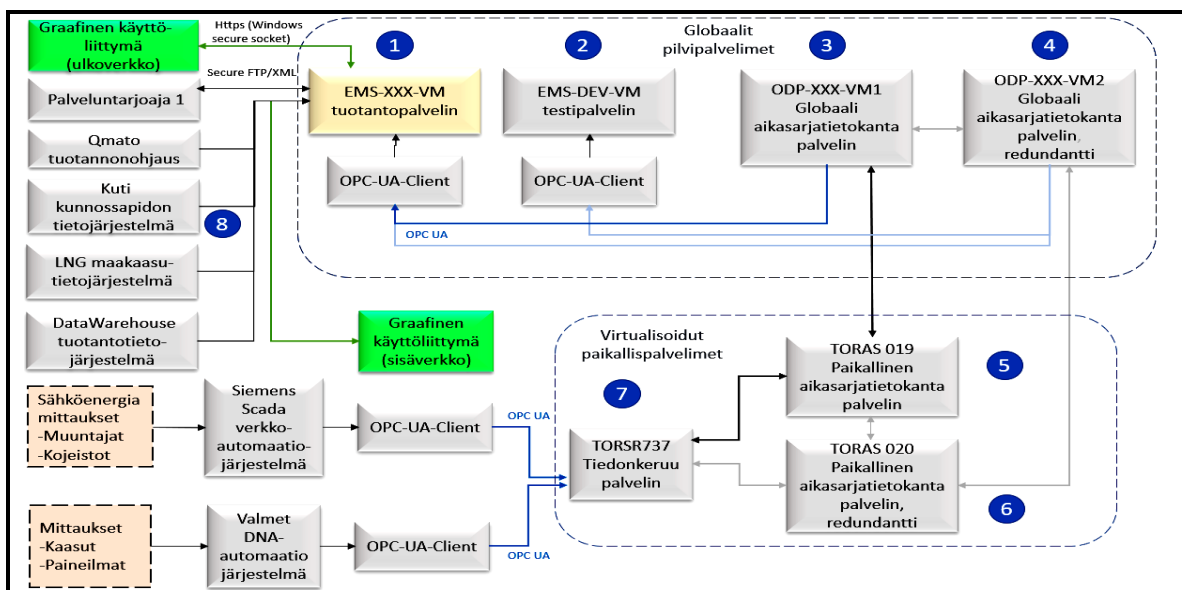 Graafinen käyttö-
liittymä
(ulkoverkko)
Https (Windows
secure socket)
Secure FTP/XML
Palveluntarjoaja 1
Qmato
tuotannonohjaus
Kuti
kunnossapidon
tietojärjestelmä
8
LNG maakaasu-
tietojärjestelmä
DataWarehouse
tuotantotieto-
järjestelmä
Globaalit
pilvipalvelimet
1
2
3
4
EMS-XXX-VM
tuotantopalvelin
EMS-DEV-VM
testipalvelin
ODP-XXX-VM1
Globaali
aikasarjatietokanta
palvelin
ODP-XXX-VM2
Globaali
aikasarjatietokanta
palvelin,
redundantti
OPC-UA-Client
OPC-UA-Client
OPC UA
Graafinen
käyttöliittymä
(sisäverkko)
Virtualisoidut
paikallispalvelimet
TORAS 019
Paikallinen
aikasarjatietokanta
palvelin
5
7
TORSR737
Tiedonkeruu
palvelin
TORAS 020
Paikallinen
aikasarjatietokanta
palvelin,
redundantti
6
Sähköenergia
mittaukset
-Muuntajat
-Kojeistot
Siemens
Scada
verkko-
automaatio-
järjestelmä
OPC-UA-Client
OPC UA
Mittaukset
-Kaasut
-Paineilmat
Valmet
DNA-
automaatio
järjestelmä
OPC-UA-Client
OPC UA